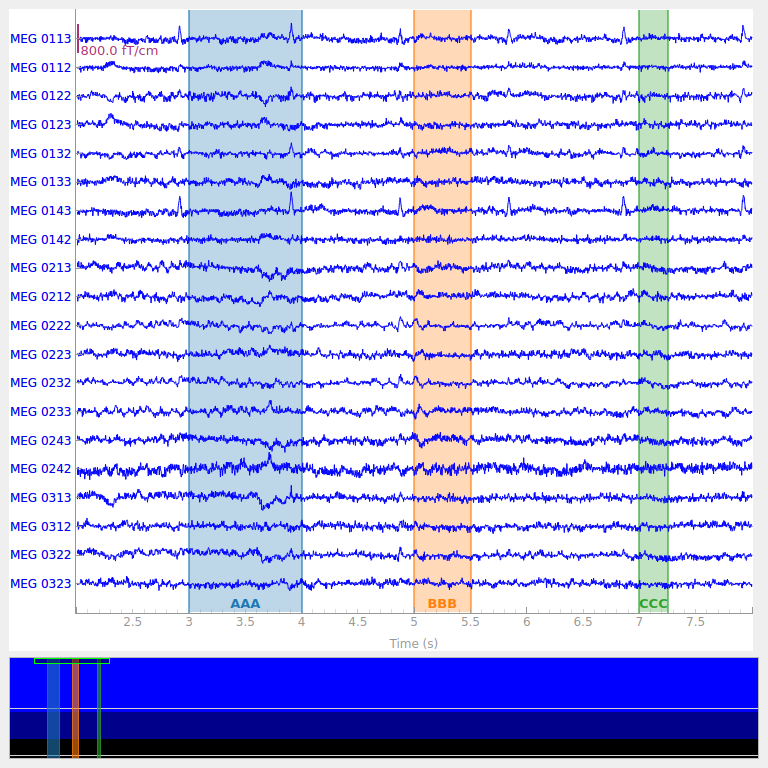 MEG 0113
800.0 fT/cm
MEG 0112
MEG 0122
MEG 0123
MEG 0132
MEG 0133
MEG 0143
MEG 0142
MEG 0213
MEG 0212
MEG 0222
MEG 0223
MEG 0232
MEG 0233
MEG 0243
MEG 0242
MEG 0313
MEG 0312
MEG 0322
MEG 0323
AAA BBB CCC
2.5 3 3.5 4 4.5 5 5.5 6 6.5 7 7.5
Time (s)